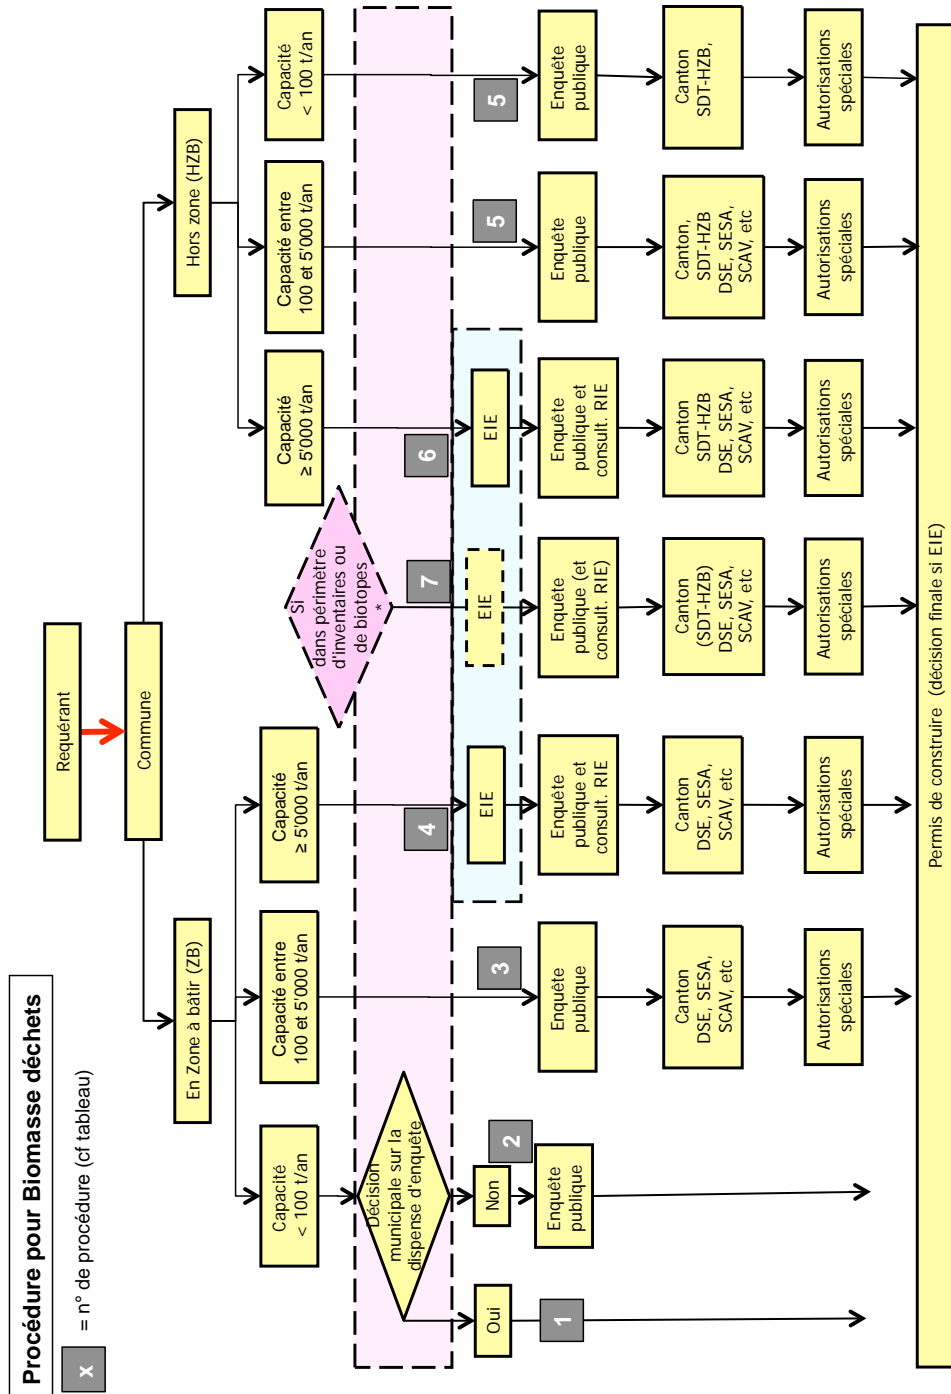 Procédure pour Biomasse déchets
x
= n° de procédure (cf tableau)
Requérant
Commune
En Zone à bâtir (ZB)
Hors zone (HZB)
Capacité
< 100 t/an
Capacité entre
100 et 5'000 t/an
Capacité
≥ 5'000 t/an
Si
dans périmètre
d'inventaires ou
de biotopes
*
Capacité
≥ 5'000 t/an
Capacité entre
100 et 5'000 t/an
Capacité
< 100 t/an
Décision
municipale sur la
dispense d'enquête
Oui
1
Non
2
3
4
7
6
5
5
EIE
EIE
EIE
Enquête
publique
Enquête
publique
Enquête
publique et
consult. RIE
Enquête
publique (et
consult. RIE)
Enquête
publique et
consult. RIE
Enquête
publique
Enquête
publique
Canton
DSE, SESA,
SCAV, etc
Canton
DSE, SESA,
SCAV, etc
Canton
(SDT-HZB)
DSE, SESA,
SCAV, etc
Canton
SDT-HZB
DSE, SESA,
SCAV, etc
Canton,
SDT-HZB
DSE, SESA,
SCAV, etc
Canton
SDT-HZB,
Autorisations
spéciales
Autorisations
spéciales
Autorisations
spéciales
Autorisations
spéciales
Autorisations
spéciales
Autorisations
spéciales
Permis de construire (décision finale si EIE)